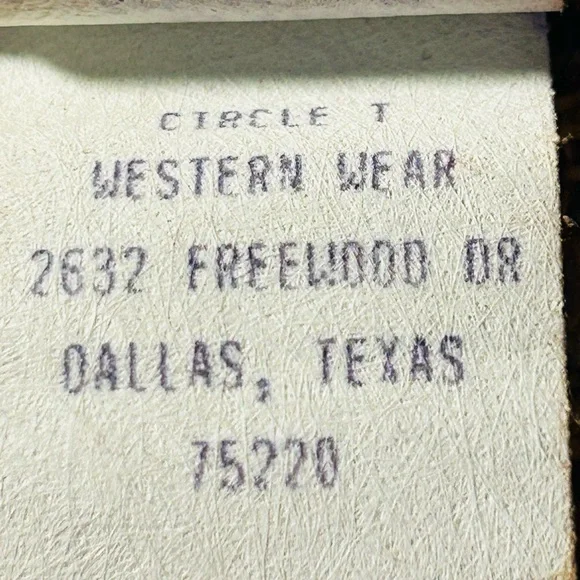 CIRCLE T
WESTERN WEAR
2632 FREEWOOD DR
DALLAS, TEXAS
75220